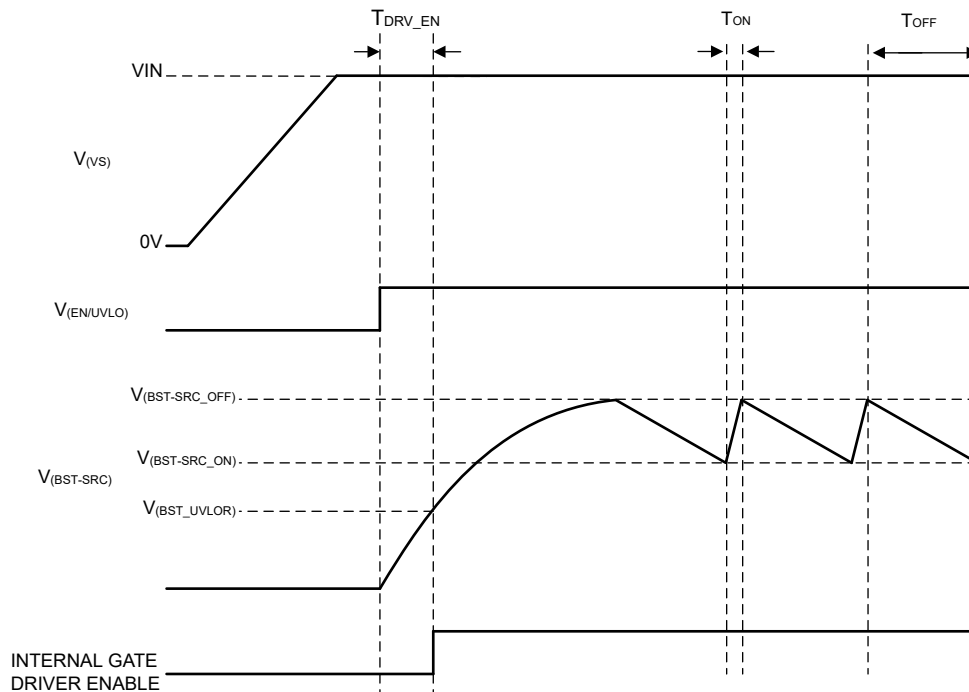 TDRV_EN
TON
TOFF
VIN
V(VS)
0V
V(EN/UVLO)
V(BST-SRC_OFF)
V(BST-SRC_ON)
V(BST-SRC)
V(BST_UVLOR)
INTERNAL GATE
DRIVER ENABLE